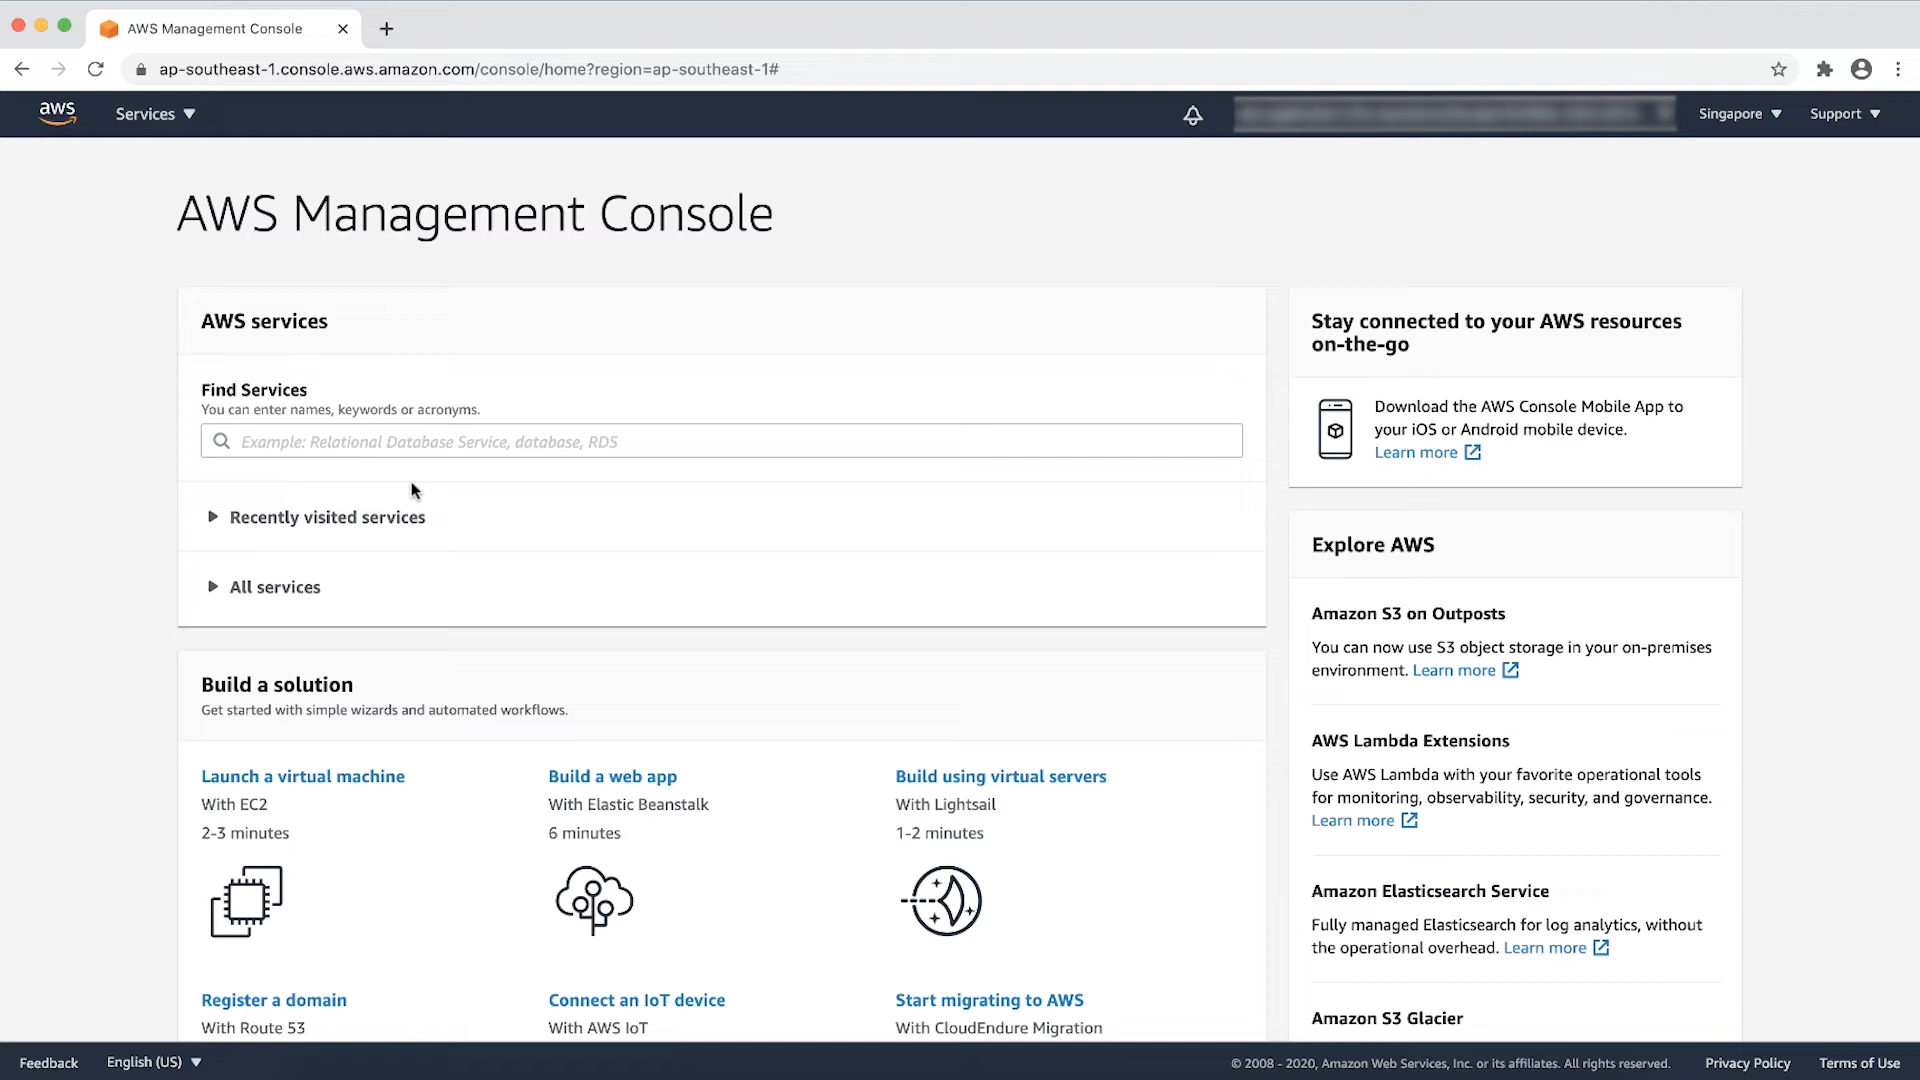 AWS Management Console
ap-southeast-1.console.aws.amazon.com/console/home?region=ap-southeast-1#
aws
Services
Singapore
Support
AWS Management Console
AWS services
Find Services
You can enter names, keywords or acronyms.
Example: Relational Database Service, database, RDS
Recently visited services
All services
Stay connected to your AWS resources
on-the-go
Download the AWS Console Mobile App to
your iOS or Android mobile device.
Learn more
Build a solution
Get started with simple wizards and automated workflows.
Launch a virtual machine
With EC2
2-3 minutes
Build a web app
With Elastic Beanstalk
6 minutes
Build using virtual servers
With Lightsail
1-2 minutes
Register a domain
With Route 53
Connect an IoT device
With AWS IoT
Start migrating to AWS
With CloudEndure Migration
Explore AWS
Amazon S3 on Outposts
You can now use S3 object storage in your on-premises
environment. Learn more
AWS Lambda Extensions
Use AWS Lambda with your favorite operational tools
for monitoring, observability, security, and governance.
Learn more
Amazon Elasticsearch Service
Fully managed Elasticsearch for log analytics, without
the operational overhead. Learn more
Amazon S3 Glacier
Feedback
English (US)
© 2008 - 2020, Amazon Web Services, Inc. or its affiliates. All rights reserved.
Privacy Policy
Terms of Use